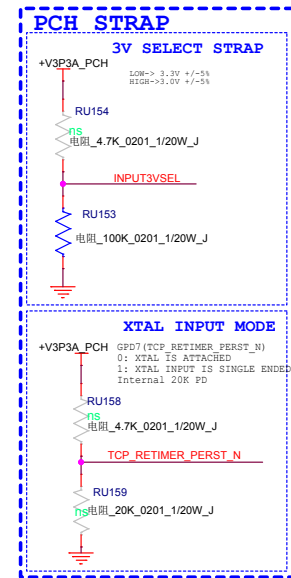 PCH STRAP
3V SELECT STRAP
+V3P3A_PCH
LOW-> 3.3V +/-5%
HIGH->3.0V +/-5%
RU154
ns
电阻_4.7K_0201_1/20W_J
INPUT3VSEL
RU153
电阻_100K_0201_1/20W_J
XTAL INPUT MODE
+V3P3A_PCH
GPD7(TCP_RETIMER_PERST_N)
0: XTAL IS ATTACHED
1: XTAL INPUT IS SINGLE ENDED
Internal 20K PD
RU158
ns
电阻_4.7K_0201_1/20W_J
TCP_RETIMER_PERST_N
RU159
ns电阻_20K_0201_1/20W_J